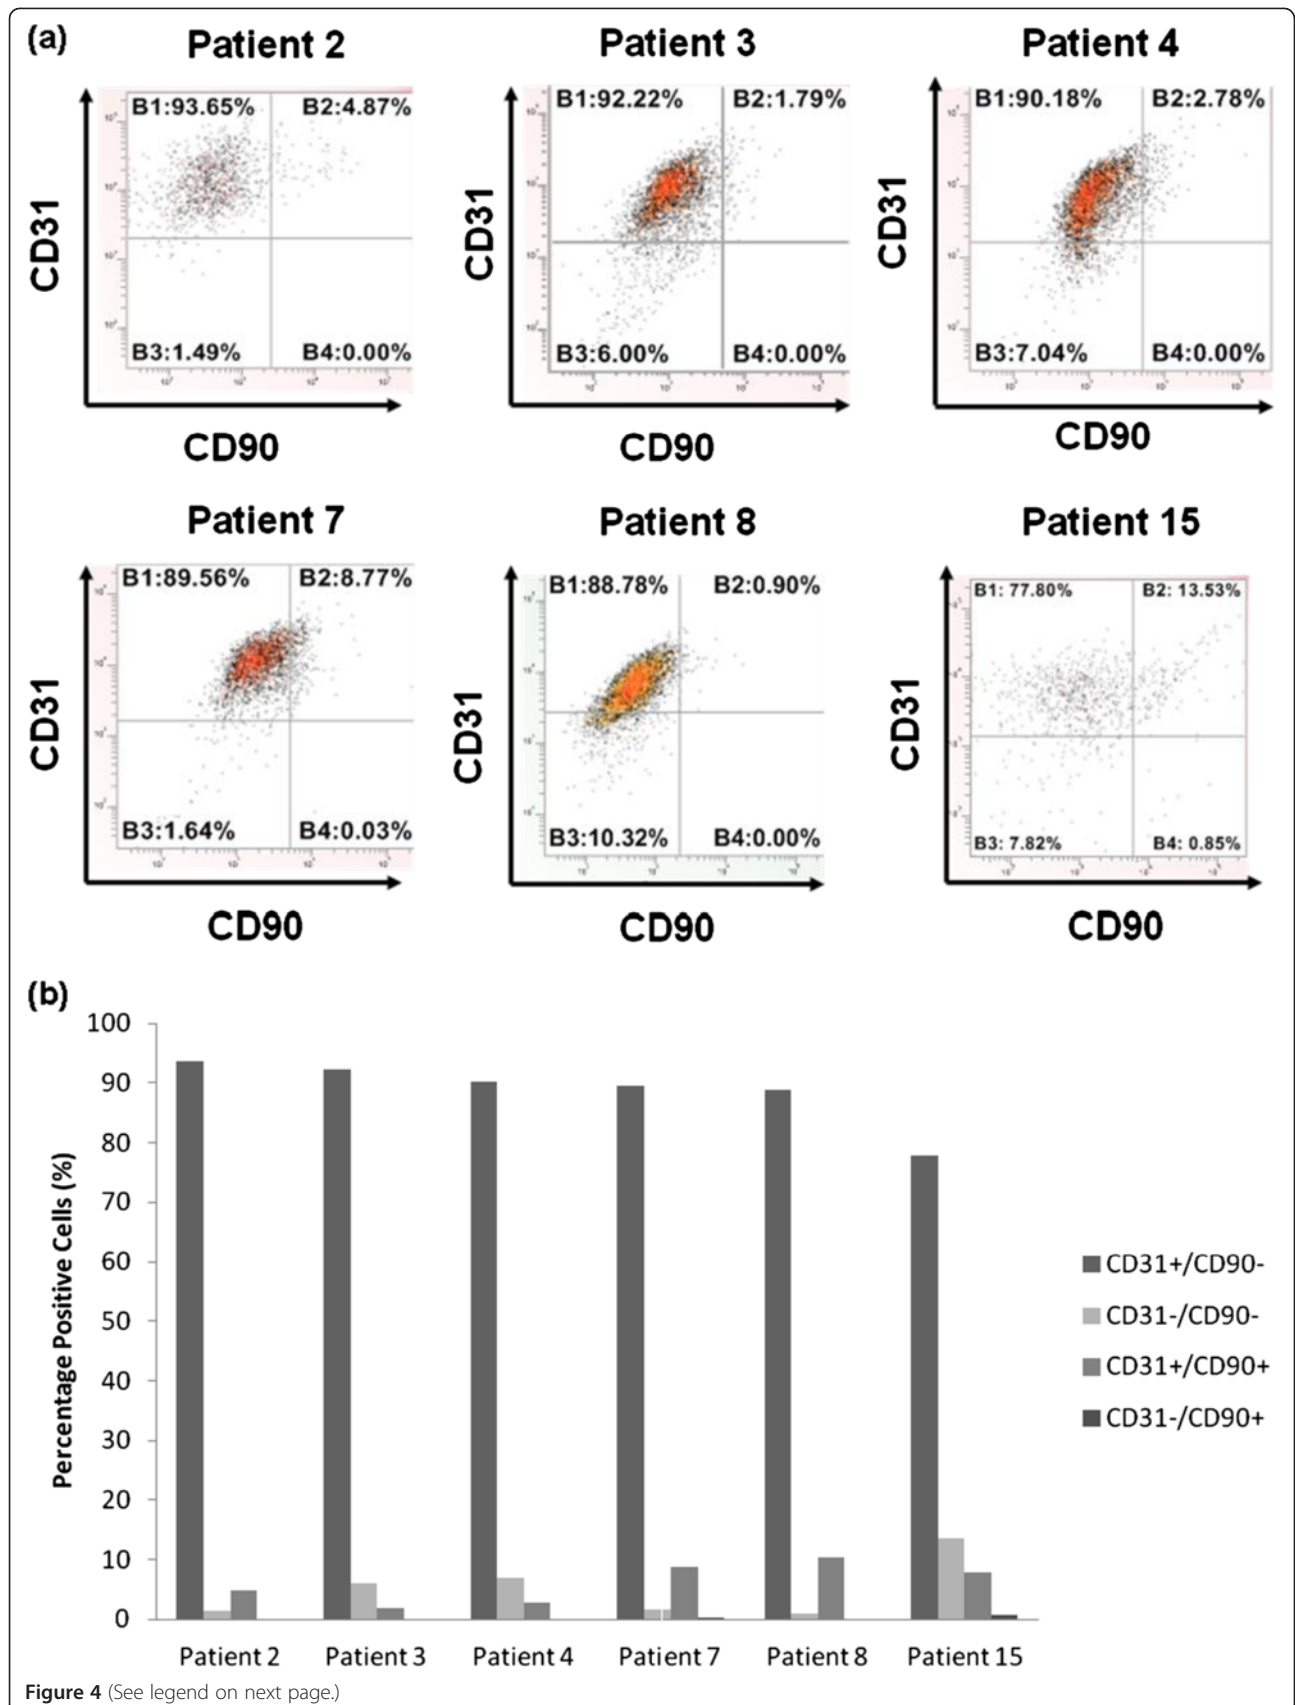 (a)
Patient 2
Patient 3
Patient 4
B1:93.65%
B2:4.87%
B3:1.49%
B4:0.00%
CD31
CD90
B1:92.22%
B2:1.79%
B3:6.00%
B4:0.00%
CD31
CD90
B1:90.18%
B2:2.78%
B3:7.04%
B4:0.00%
CD31
CD90
Patient 7
Patient 8
Patient 15
B1:89.56%
B2:8.77%
B3:1.64%
B4:0.03%
CD31
CD90
B1:88.78%
B2:0.90%
B3:10.32%
B4:0.00%
CD31
CD90
B1: 77.80%
B2: 13.53%
B3: 7.82%
B4: 0.85%
CD31
CD90
(b)
Percentage Positive Cells (%)
100
90
80
70
60
50
40
30
20
10
0
Patient 2
Patient 3
Patient 4
Patient 7
Patient 8
Patient 15
CD31+/CD90-
CD31-/CD90-
CD31+/CD90+
CD31-/CD90+
Figure 4 (See legend on next page.)